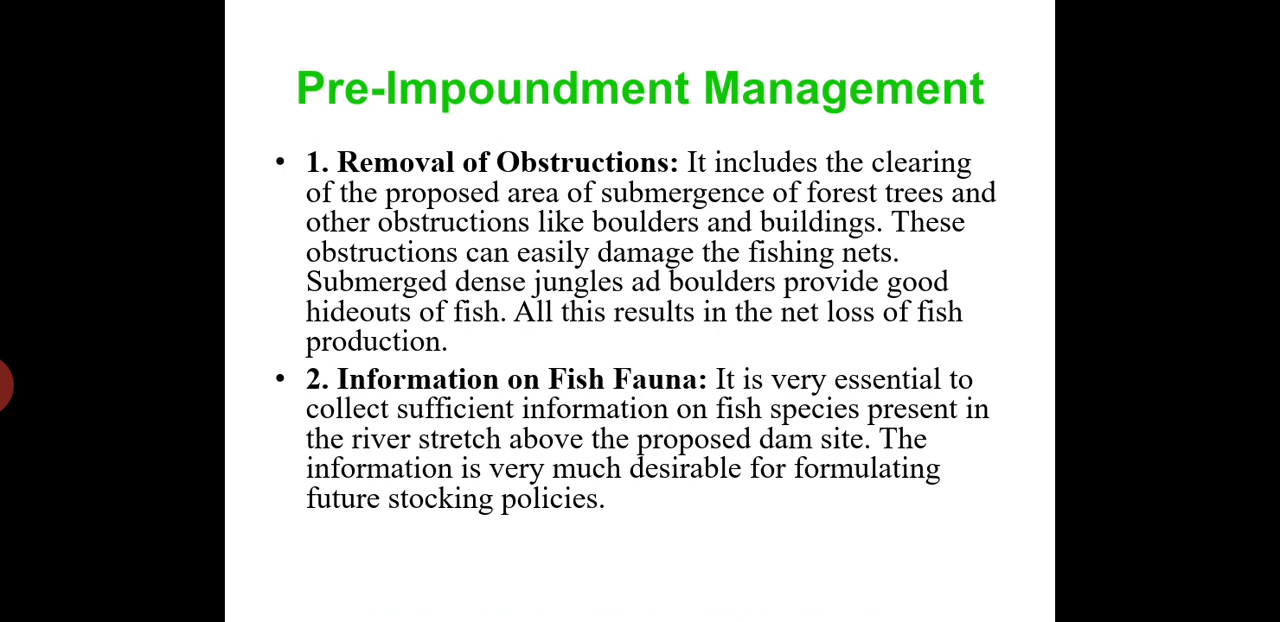 Pre-Impoundment Management
• 1. Removal of Obstructions: It includes the clearing
of the proposed area of submergence of forest trees and
other obstructions like boulders and buildings. These
obstructions can easily damage the fishing nets.
Submerged dense jungles ad boulders provide good
hideouts of fish. All this results in the net loss of fish
production.
• 2. Information on Fish Fauna: It is very essential to
collect sufficient information on fish species present in
the river stretch above the proposed dam site. The
information is very much desirable for formulating
future stocking policies.